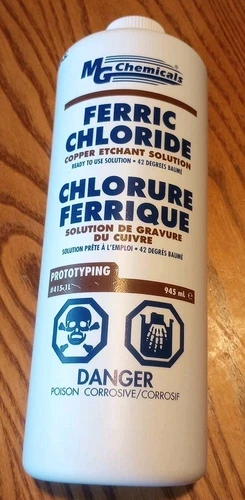 MG Chemicals
FERRIC
CHLORIDE
COPPER ETCHANT SOLUTION
READY TO USE SOLUTION • 42 DEGREES BAUMÉ
CHLORURE
FERRIQUE
SOLUTION DE GRAVURE
DU CUIVRE
SOLUTION PRÊTE À L'EMPLOI • 42 DEGRÉS BAUMÉ
PROTOTYPING
#415-1L
945 mL
DANGER
POISON CORROSIVE/CORROSIF